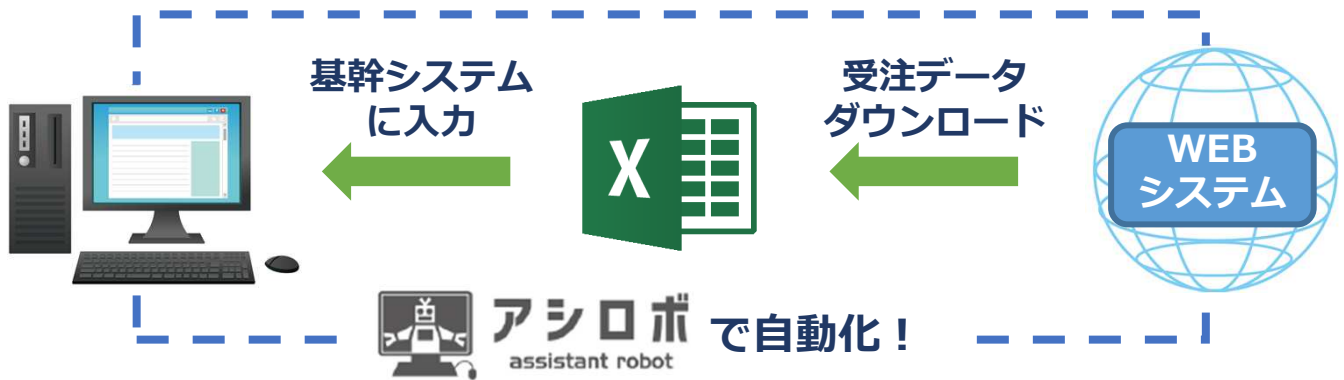 基幹システム
に入力
X
受注データ
ダウンロード
WEB
システム
アシロボ
assistant robot
で自動化！